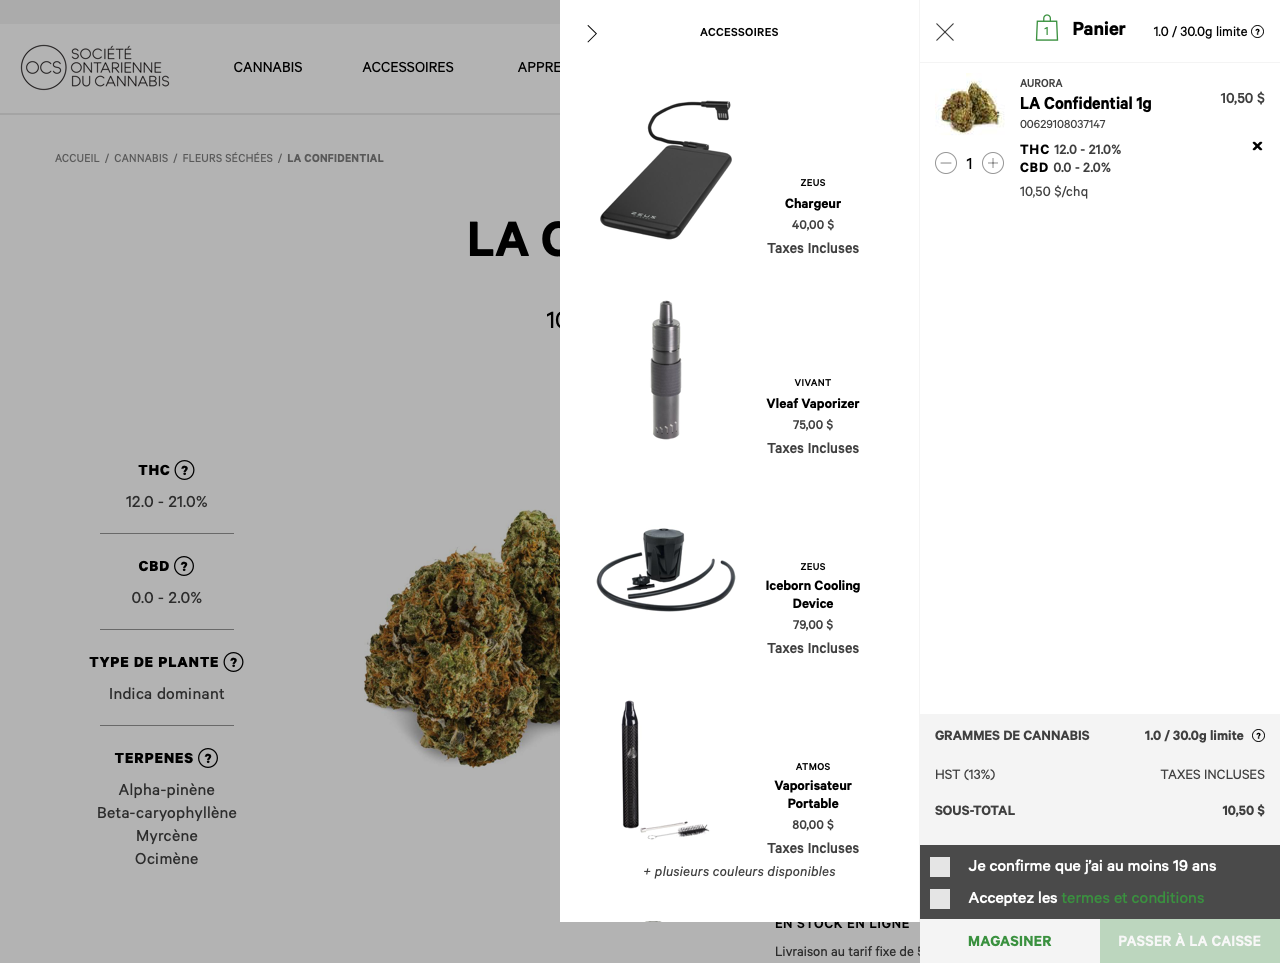 OCS SOCIÉTÉ
ONTARIENNE
DU CANNABIS
CANNABIS
ACCESSOIRES
APPRE
ACCUEIL / CANNABIS / FLEURS SÉCHÉES / LA CONFIDENTIAL
LA C
10
THC ?
12.0 - 21.0%
CBD ?
0.0 - 2.0%
TYPE DE PLANTE ?
Indica dominant
TERPENES ?
Alpha-pinène
Beta-caryophyllène
Myrcène
Ocimène
EN STOCK EN LIGNE
Livraison au tarif fixe de 5
ACCESSOIRES
ZEUS
ZEUS
Chargeur
40,00 $
Taxes Incluses
VIVANT
Vleaf Vaporizer
75,00 $
Taxes Incluses
ZEUS
Iceborn Cooling
Device
79,00 $
Taxes Incluses
ATMOS
Vaporisateur
Portable
80,00 $
Taxes Incluses
+ plusieurs couleurs disponibles
1 Panier
1.0 / 30.0g limite ?
AURORA
LA Confidential 1g
10,50 $
00629108037147
THC 12.0 - 21.0%
CBD 0.0 - 2.0%
1
10,50 $/chq
GRAMMES DE CANNABIS 1.0 / 30.0g limite ?
HST (13%) TAXES INCLUSES
SOUS-TOTAL 10,50 $
Je confirme que j’ai au moins 19 ans
Acceptez les termes et conditions
MAGASINER
PASSER À LA CAISSE